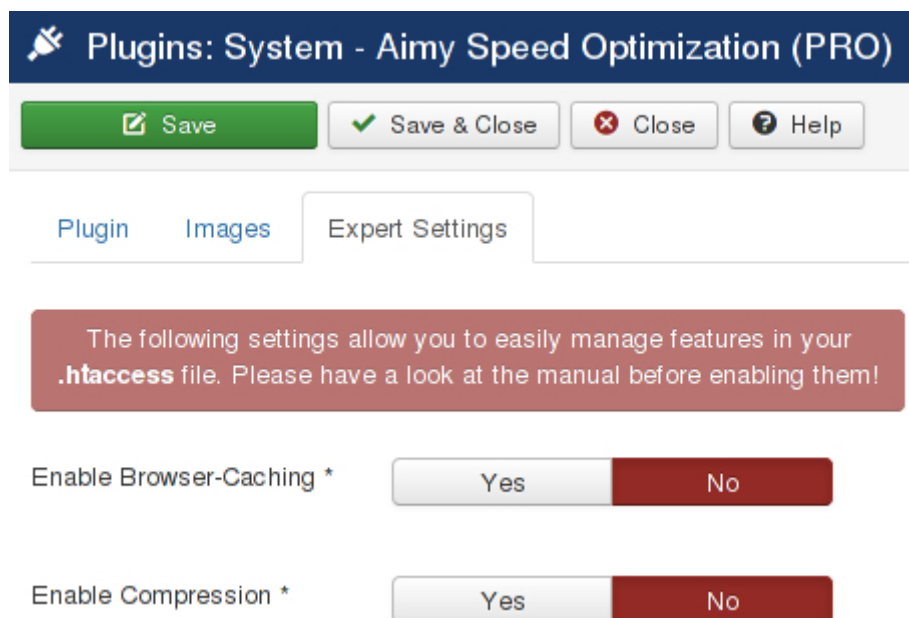 Plugins: System - Aimy Speed Optimization (PRO)
Save Save & Close Close Help
Plugin Images Expert Settings
The following settings allow you to easily manage features in your
.htaccess file. Please have a look at the manual before enabling them!
Enable Browser-Caching * Yes No
Enable Compression * Yes No